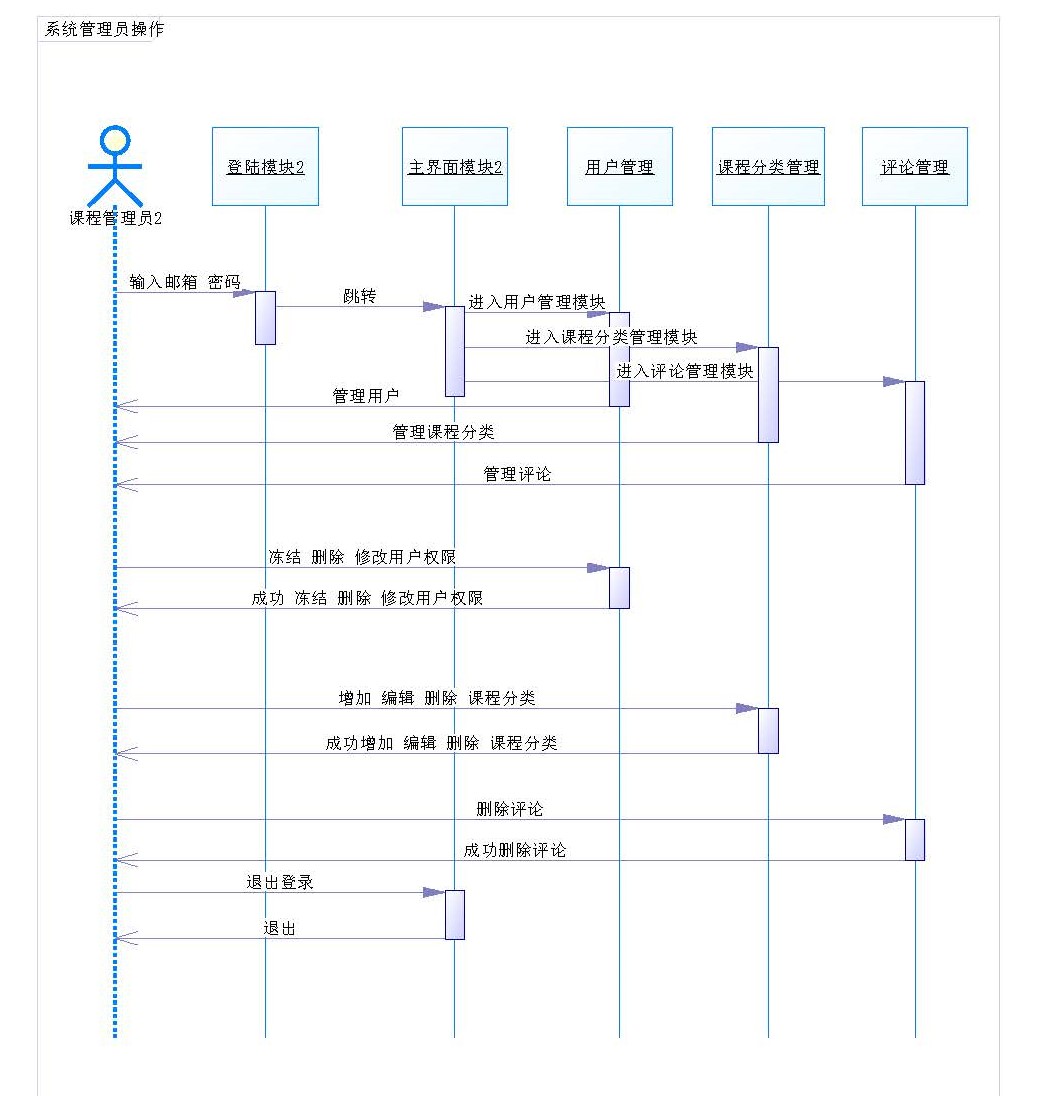 系统管理员操作
登陆模块2
主界面模块2
用户管理
课程分类管理
评论管理
课程管理员2
输入邮箱 密码
跳转
进入用户管理模块
进入课程分类管理模块
进入评论管理模块
管理用户
管理课程分类
管理评论
冻结 删除 修改用户权限
成功 冻结 删除 修改用户权限
增加 编辑 删除 课程分类
成功增加 编辑 删除 课程分类
删除评论
成功删除评论
退出登录
退出